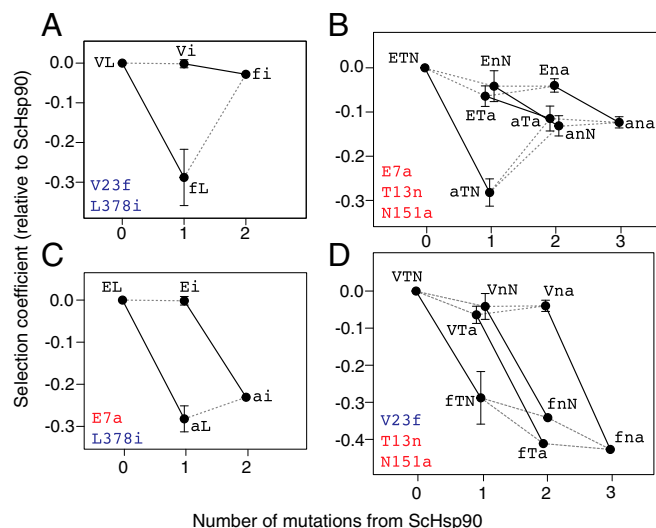 Selection coefficient (relative to ScHsp90)
A
0.0
-0.1
-0.2
-0.3
VL
Vi
fi
fL
V23f
L378i
0 1 2
B
0.0
-0.1
-0.2
-0.3
ETN
EnN
Ena
ETa
aTa
anN
ana
aTN
E7a
T13n
N151a
0 1 2 3
C
0.0
-0.1
-0.2
-0.3
EL
Ei
ai
aL
E7a
L378i
0 1 2
D
0.0
-0.1
-0.2
-0.3
-0.4
VTN
VnN
Vna
VTa
fTN
fnN
fTa
fna
V23f
T13n
N151a
0 1 2 3
Number of mutations from ScHsp90